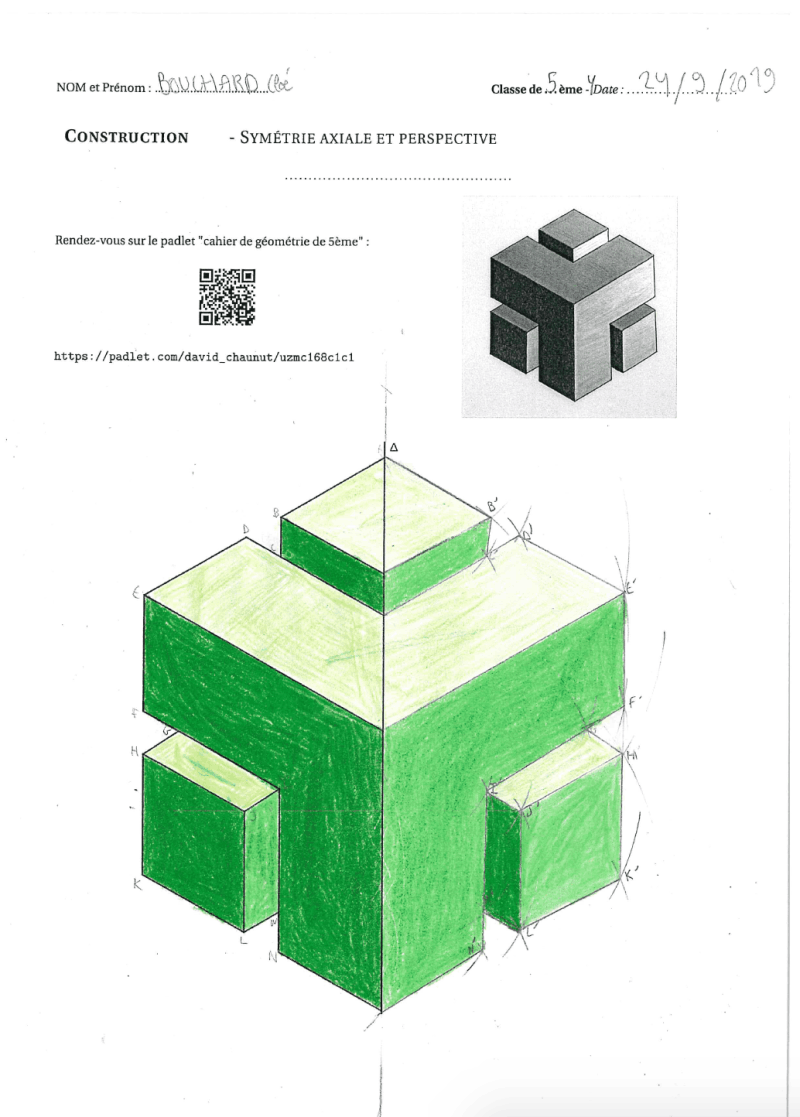 NOM et Prénom : BOUCHARD Cloé
Classe de 5ème - 4 Date : 24/9/2019
CONSTRUCTION - SYMÉTRIE AXIALE ET PERSPECTIVE
Rendez-vous sur le padlet "cahier de géométrie de 5ème" :
https://padlet.com/david_chaunut/uzmc168c1c1
A
B
B'
D
D'
C
C'
E
E'
F
F'
G
H
H'
I'
J
J'
K
K'
L
L'
N
N'